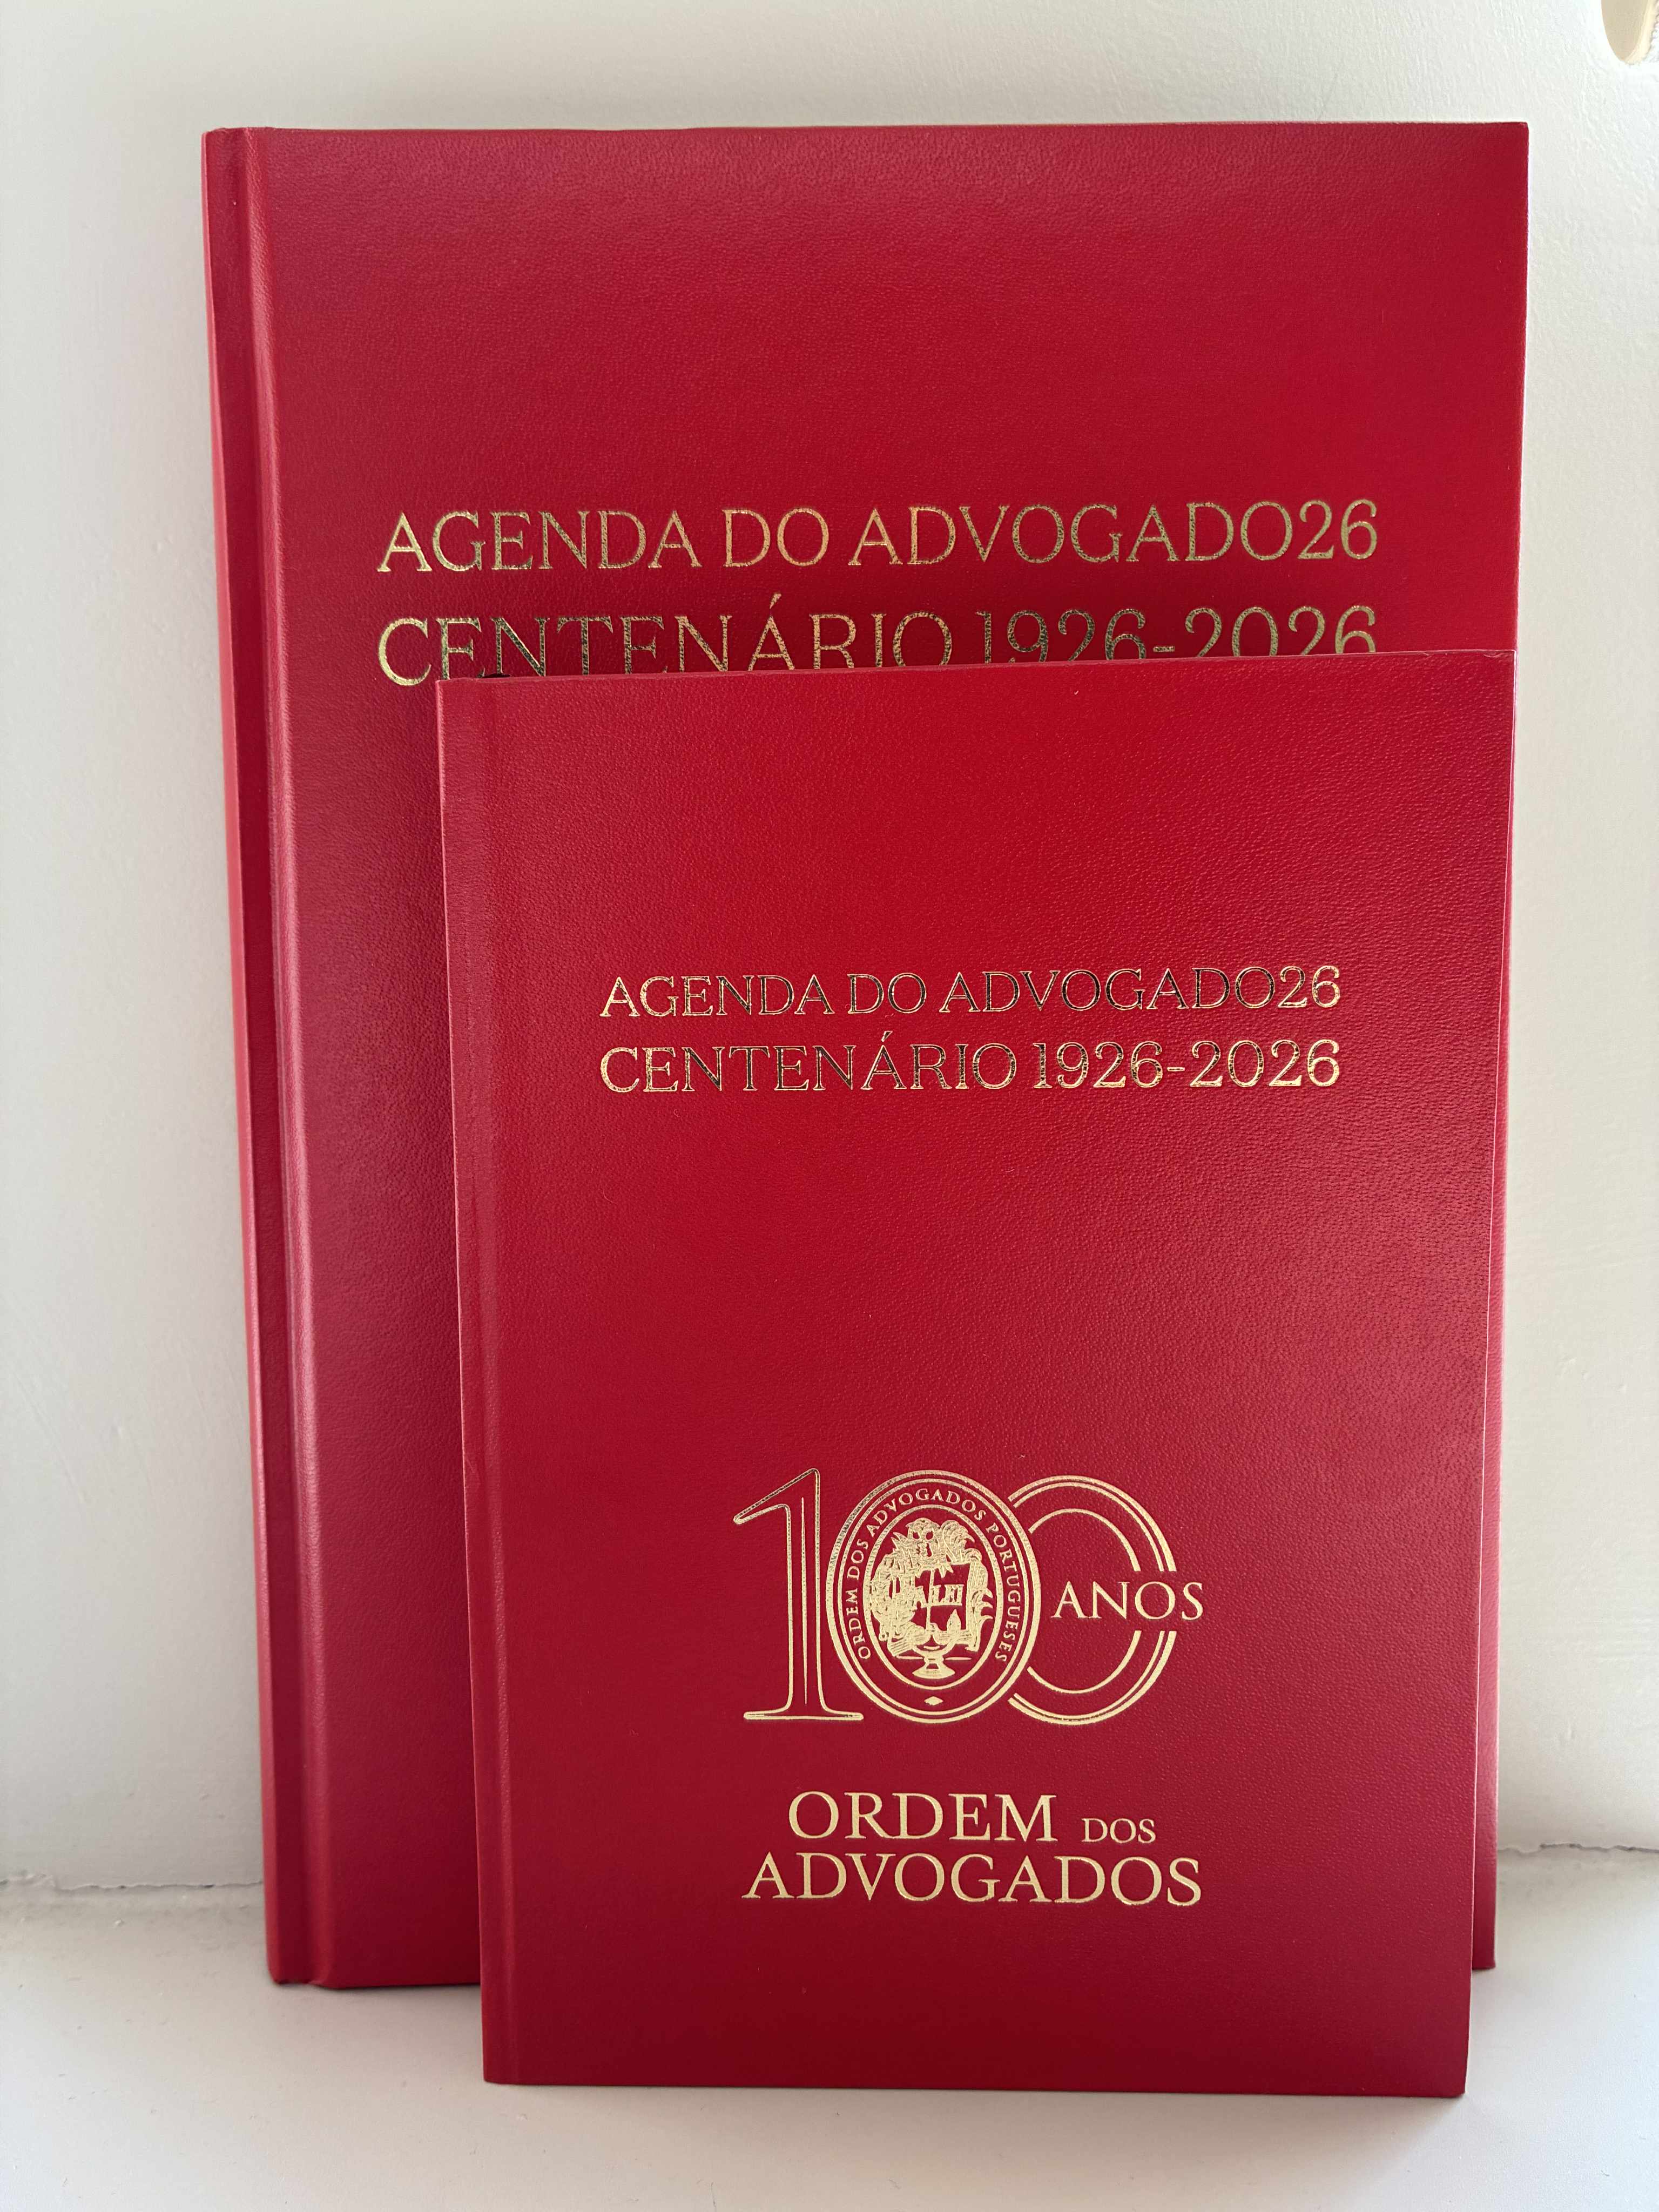 AGENDA DO ADVOGADO26
CENTENÁRIO 1926-2026
AGENDA DO ADVOGADO26
CENTENÁRIO 1926-2026
100 ANOS
ORDEM DOS ADVOGADOS PORTUGUESES
LEI
ORDEM DOS
ADVOGADOS